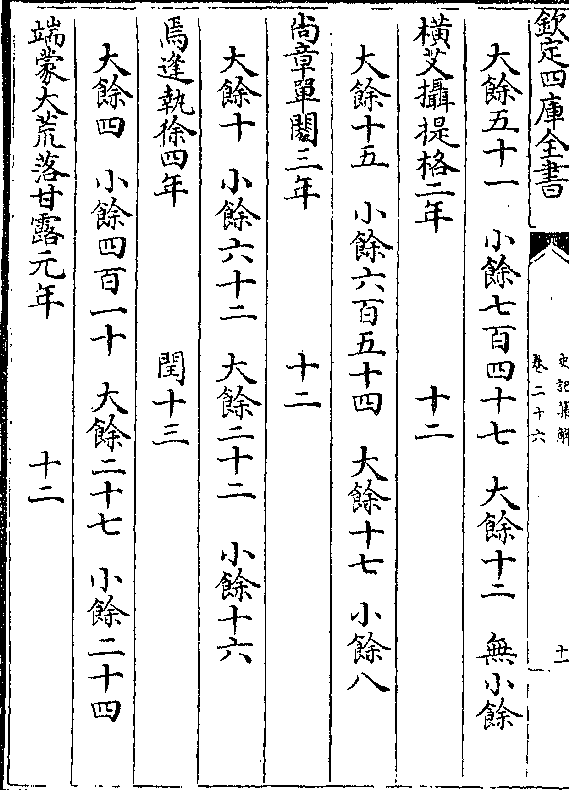 欽定四庫全書
史記集解
卷二十六
十一
大餘五十一 小餘七百四十七 大餘十二 無小餘
橫艾攝提格二年 十二
大餘十五 小餘六百五十四 大餘十七 小餘八
尚章單閼三年 十二
大餘十 小餘六十二 大餘二十二 小餘十六
焉逢執徐四年 閏十三
大餘四 小餘四百一十 大餘二十七 小餘二十四
端蒙大荒落甘露元年 十二